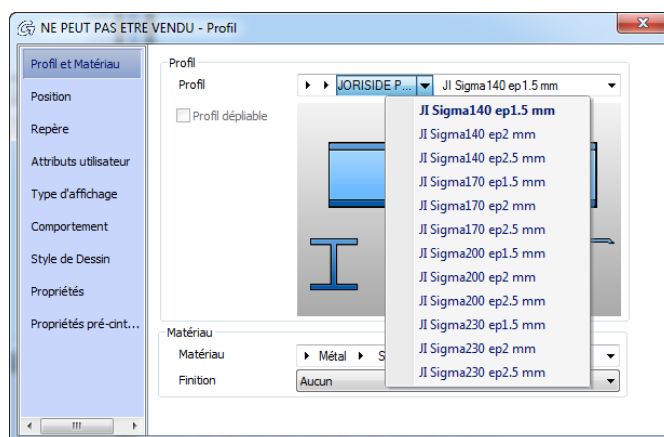 NE PEUT PAS ETRE VENDU - Profil
Profil et Matériau
Position
Repère
Attributs utilisateur
Type d'affichage
Comportement
Style de Dessin
Propriétés
Propriétés pré-cint...
Profil
Profil
JORISIDE P... JI Sigma140 ep1.5 mm
Profil dépliable
JI Sigma140 ep1.5 mm
JI Sigma140 ep2 mm
JI Sigma140 ep2.5 mm
JI Sigma170 ep1.5 mm
JI Sigma170 ep2 mm
JI Sigma170 ep2.5 mm
JI Sigma200 ep1.5 mm
JI Sigma200 ep2 mm
JI Sigma200 ep2.5 mm
JI Sigma230 ep1.5 mm
JI Sigma230 ep2 mm
JI Sigma230 ep2.5 mm
Matériau
Matériau
Métal S
Finition
Aucun